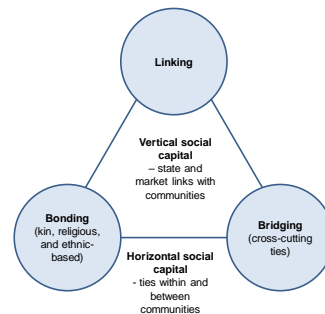 Linking
Vertical social
capital
– state and
market links with
communities
Bonding
(kin, religious,
and ethnic-
based)
Bridging
(cross-cutting
ties)
Horizontal social
capital
- ties within and
between
communities